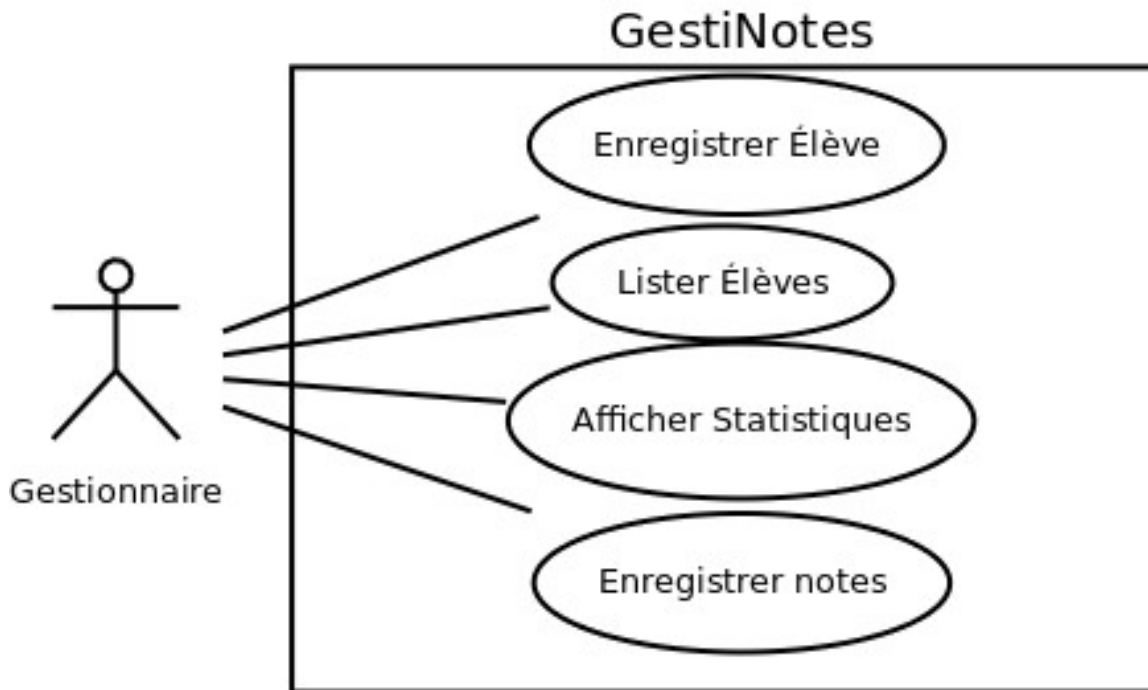 GestiNotes
Enregistrer Élève
Lister Élèves
Afficher Statistiques
Gestionnaire
Enregistrer notes